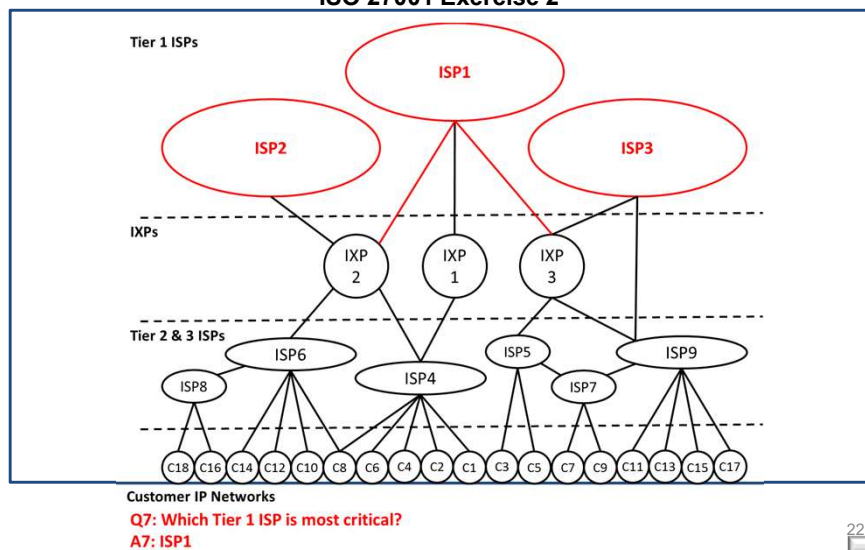 ISO 27001 Exercise 2
Tier 1 ISPs
ISP1
ISP2
ISP3
IXPs
IXP
2
IXP
1
IXP
3
Tier 2 & 3 ISPs
ISP6
ISP5
ISP9
ISP8
ISP4
ISP7
C18
C16
C14
C12
C10
C8
C6
C4
C2
C1
C3
C5
C7
C9
C11
C13
C15
C17
Customer IP Networks
Q7: Which Tier 1 ISP is most critical?
A7: ISP1
22